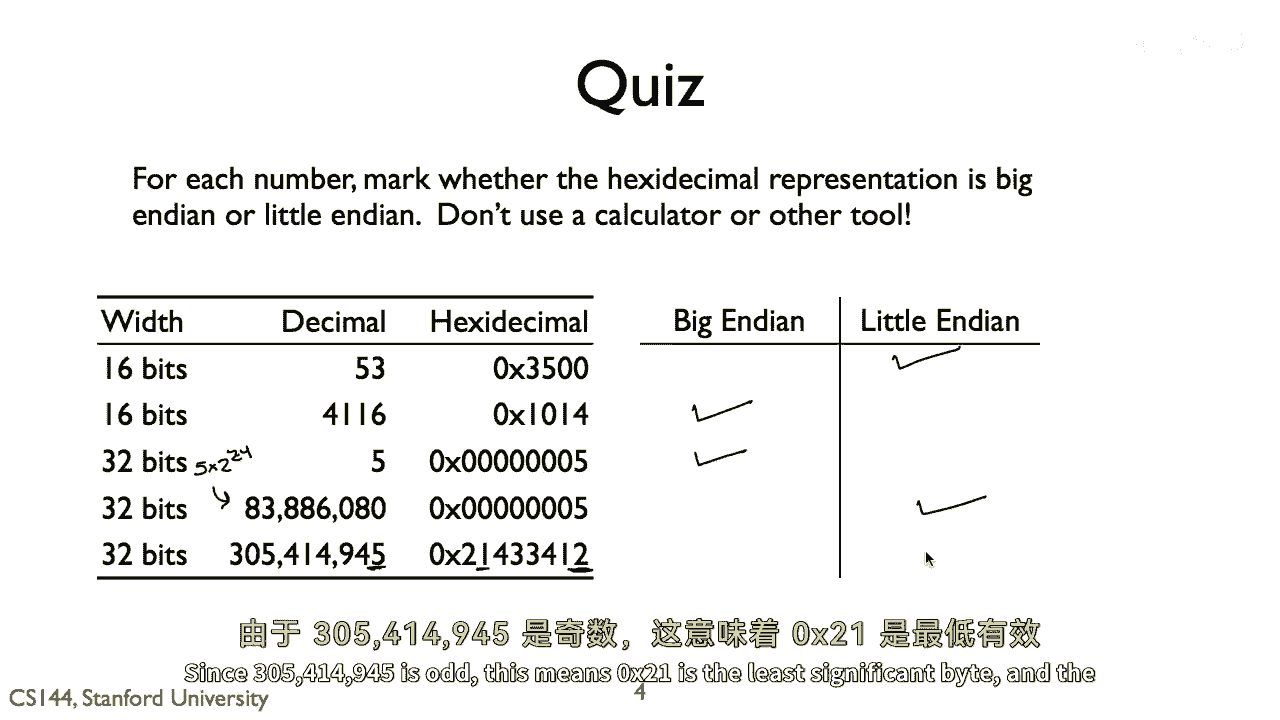 Quiz
For each number, mark whether the hexidecimal representation is big
endian or little endian. Don't use a calculator or other tool!
Width Decimal Hexidecimal Big Endian Little Endian
16 bits 53 0x3500
16 bits 4116 0x1014
32 bits 5x2^24 5 0x00000005
32 bits 83,886,080 0x00000005
32 bits 305,414,945 0x21433412
由于 305,414,945 是奇数，这意味着 0x21 是最低有效
Since 305,414,945 is odd, this means 0x21 is the least significant byte, and the
CS144, Stanford University 4